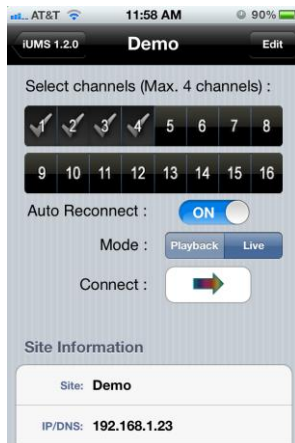 AT&T 11:58 AM 90%
iUMS 1.2.0 Demo Edit
Select channels (Max. 4 channels) :
1 2 3 4 5 6 7 8
9 10 11 12 13 14 15 16
Auto Reconnect : ON
Mode : Playback Live
Connect :
Site Information
Site: Demo
IP/DNS: 192.168.1.23